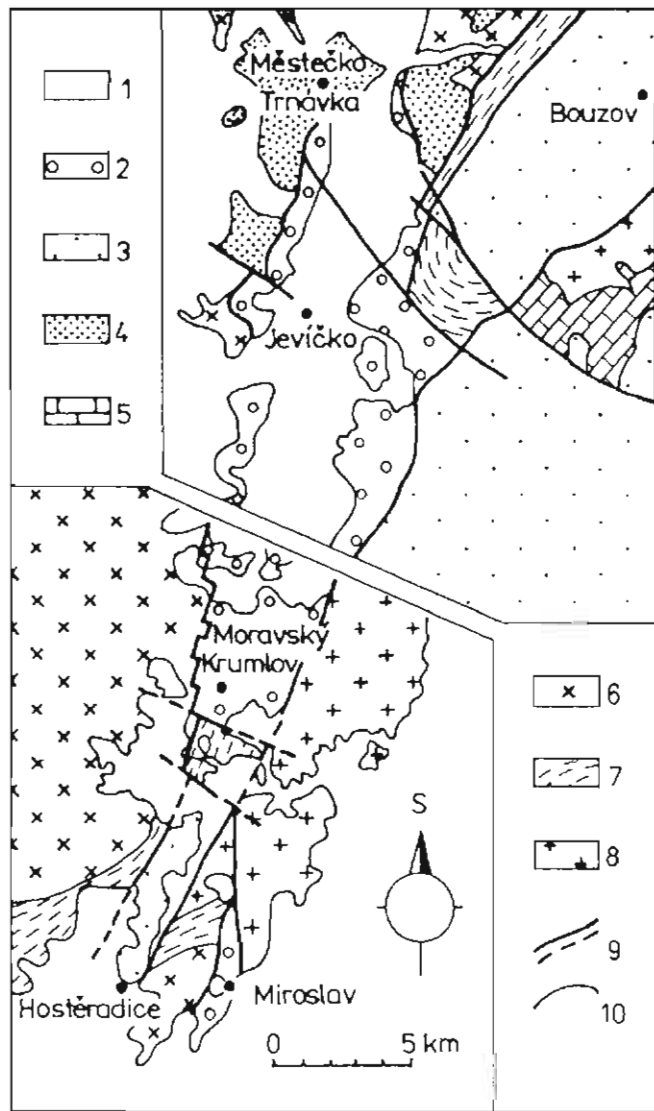 1
2
3
4
5
Městečko
Trnávka
Bouzov
Jevíčko
Moravský
Krumlov
Hostěradice
Miroslav
S
0 5 km
6
7
8
9
10